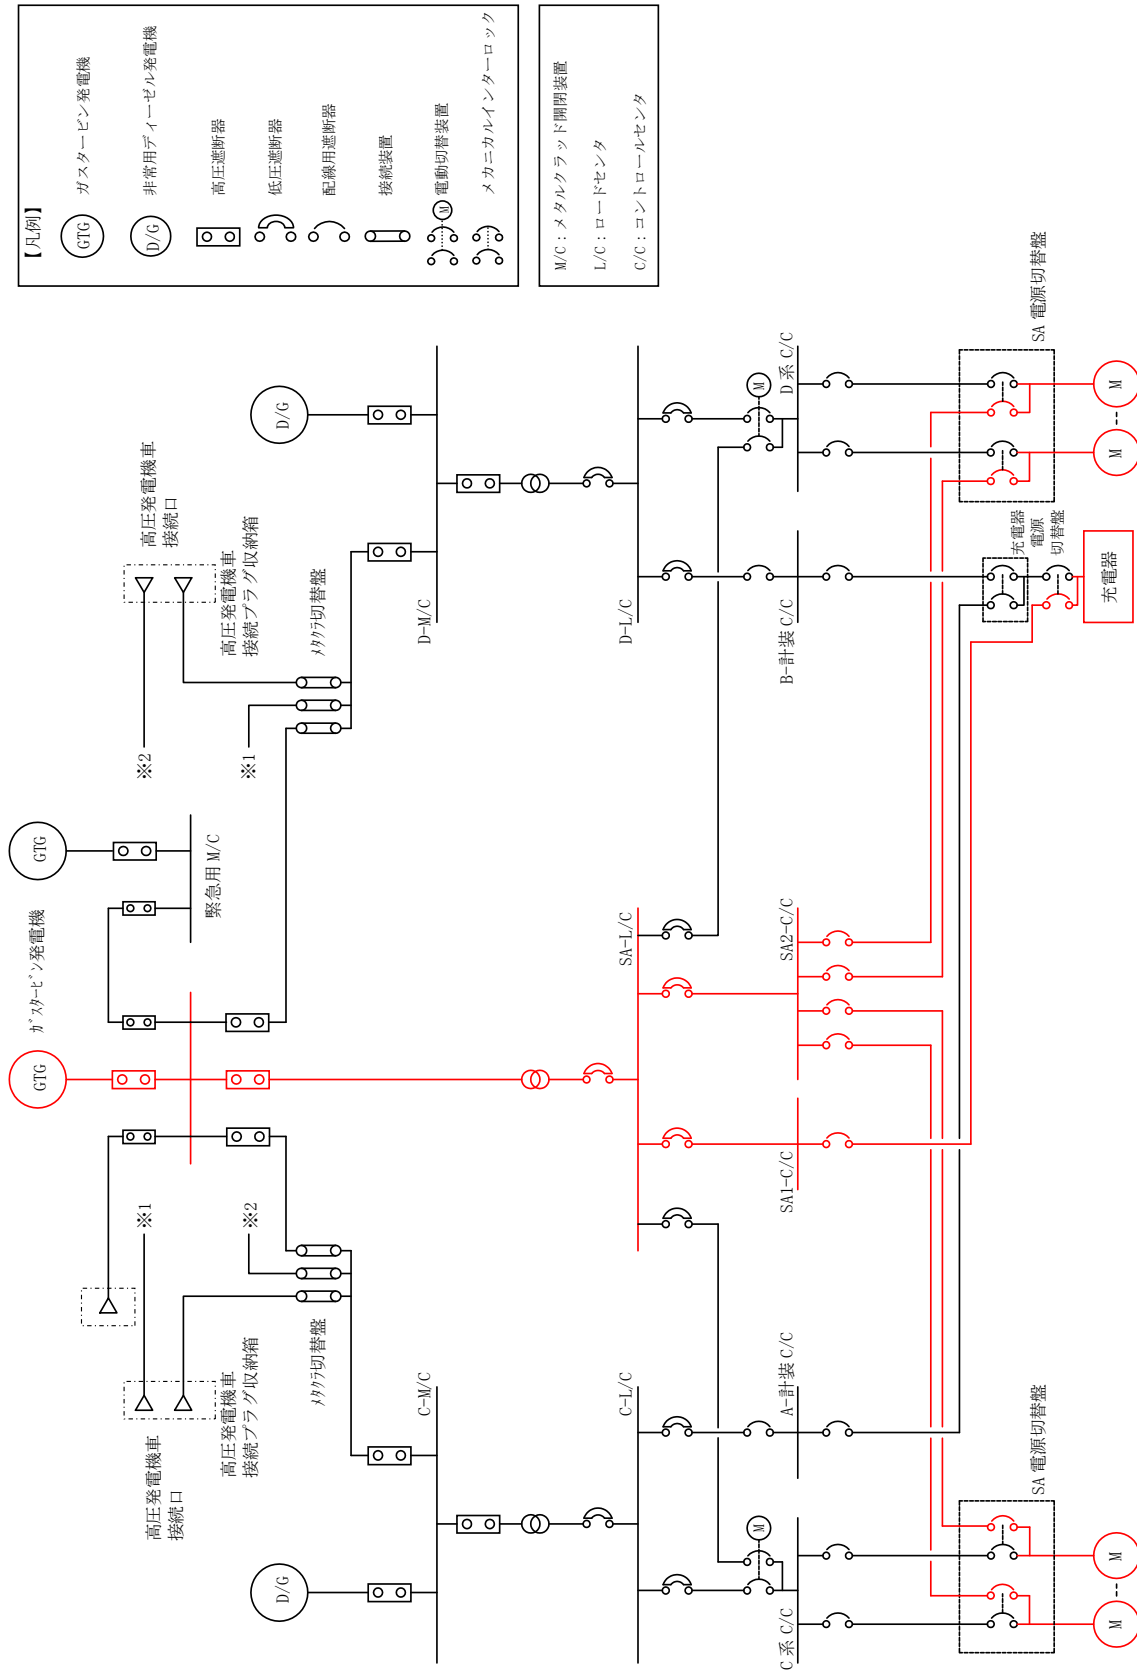 【凡例】
GTG
ガスタービン発電機
D/G
非常用ディーゼル発電機
高圧遮断器
低圧遮断器
配線用遮断器
接続装置
M
電動切替装置
メカニカルインターロック
M/C：メタルクラッド開閉装置
L/C：ロードセンタ
C/C：コントロールセンタ
GTG
ｶﾞｽﾀｰﾋﾞﾝ発電機
GTG
緊急用 M/C
高圧発電機車
接続口
※1
高圧発電機車
接続プラグ収納箱
※2
ﾒﾀｸﾗ切替盤
高圧発電機車
接続口
※2
高圧発電機車
接続プラグ収納箱
※1
ﾒﾀｸﾗ切替盤
D/G
C-M/C
D/G
D-M/C
C-L/C
SA-L/C
D-L/C
M
M
C 系 C/C
A-計装 C/C
SA1-C/C
SA2-C/C
B-計装 C/C
D 系 C/C
SA 電源切替盤
M
M
充電器
電源
切替盤
充電器
SA 電源切替盤
M
M